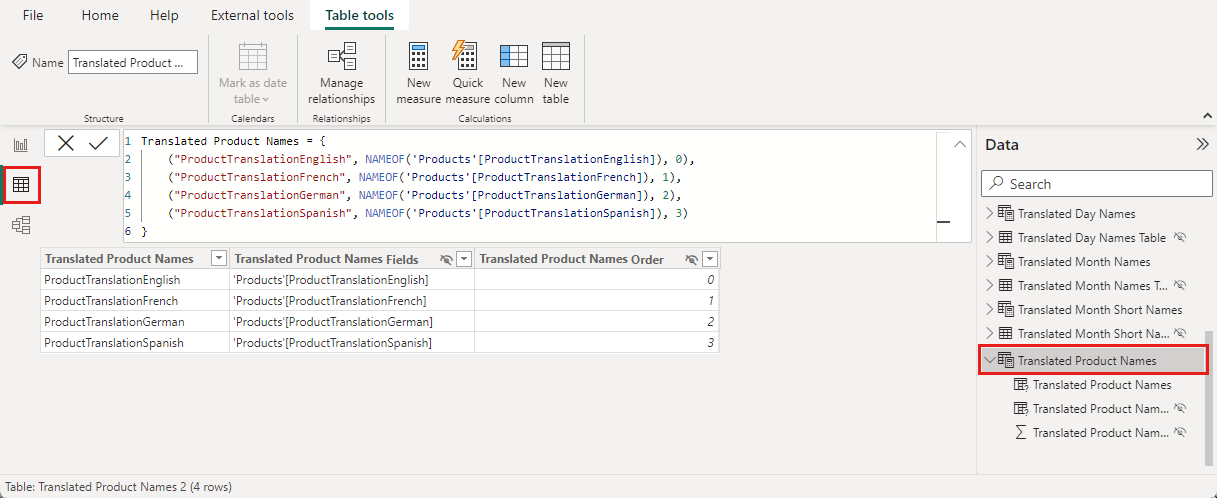 File Home Help External tools Table tools
Name Translated Product ...
Mark as date table
Manage relationships
New measure
Quick measure
New column
New table
Structure Calendars Relationships Calculations
1 Translated Product Names = {
2 ("ProductTranslationEnglish", NAMEOF('Products'[ProductTranslationEnglish]), 0),
3 ("ProductTranslationFrench", NAMEOF('Products'[ProductTranslationFrench]), 1),
4 ("ProductTranslationGerman", NAMEOF('Products'[ProductTranslationGerman]), 2),
5 ("ProductTranslationSpanish", NAMEOF('Products'[ProductTranslationSpanish]), 3)
6 }
Translated Product Names Translated Product Names Fields Translated Product Names Order
ProductTranslationEnglish 'Products'[ProductTranslationEnglish] 0
ProductTranslationFrench 'Products'[ProductTranslationFrench] 1
ProductTranslationGerman 'Products'[ProductTranslationGerman] 2
ProductTranslationSpanish 'Products'[ProductTranslationSpanish] 3
Data
Search
Translated Day Names
Translated Day Names Table
Translated Month Names
Translated Month Names T...
Translated Month Short Names
Translated Month Short Na...
Translated Product Names
Translated Product Names
Translated Product Nam...
Translated Product Nam...
Table: Translated Product Names 2 (4 rows)